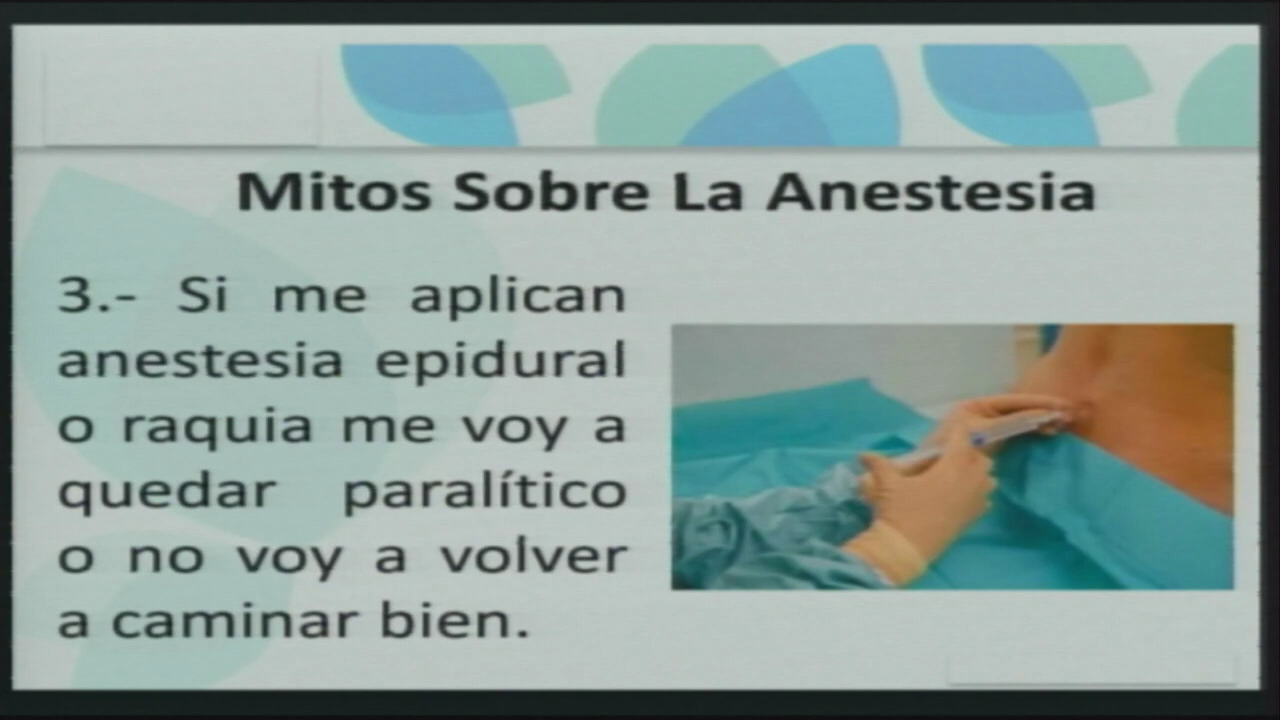 Mitos Sobre La Anestesia
3.- Si me aplican
anestesia epidural
o raquia me voy a
quedar paralítico
o no voy a volver
a caminar bien.